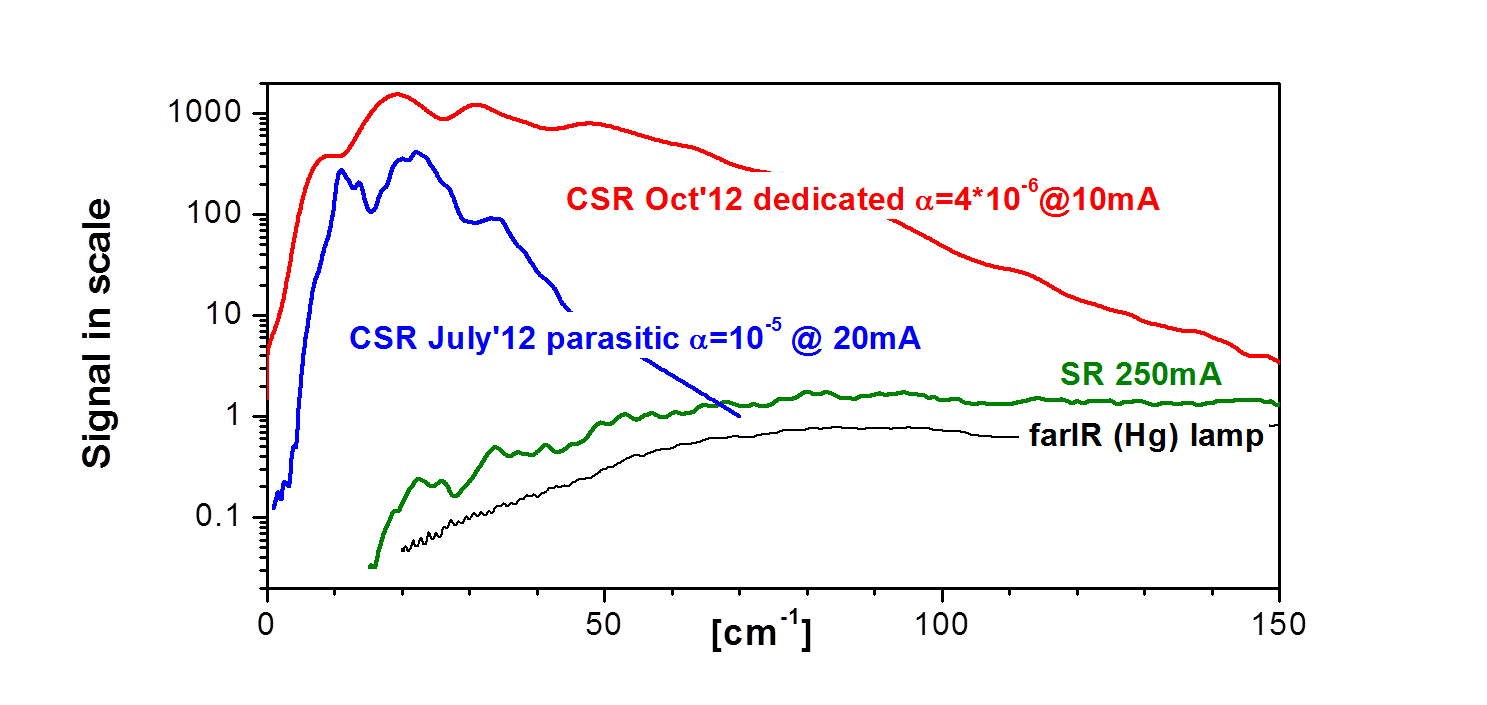 1000
100
10
1
0.1
Signal in scale
CSR Oct'12 dedicated α=4*10⁻⁶@10mA
CSR July'12 parasitic α=10⁻⁵ @ 20mA
SR 250mA
farIR (Hg) lamp
0 50 100 150
[cm⁻¹]